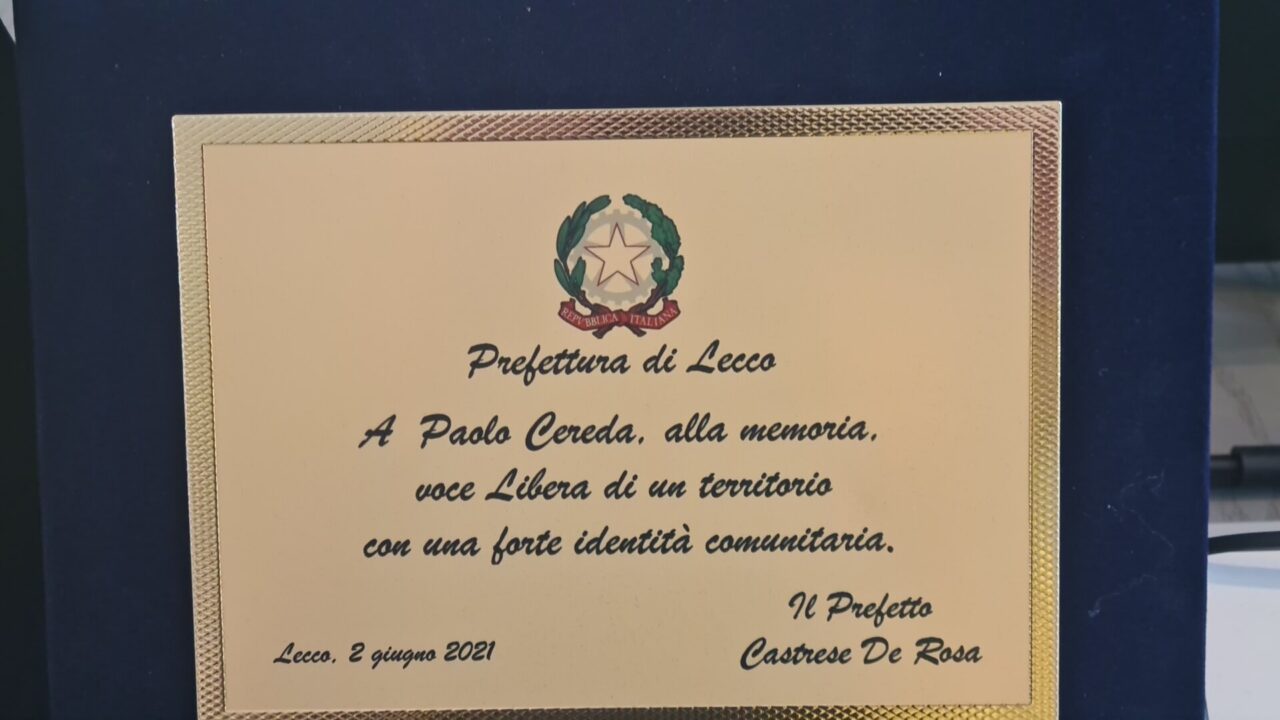 REPVBBLICA ITALIANA
Prefettura di Lecco
A Paolo Cereda, alla memoria,
voce Libera di un territorio
con una forte identità comunitaria.
Il Prefetto
Lecco, 2 giugno 2021
Castrese De Rosa